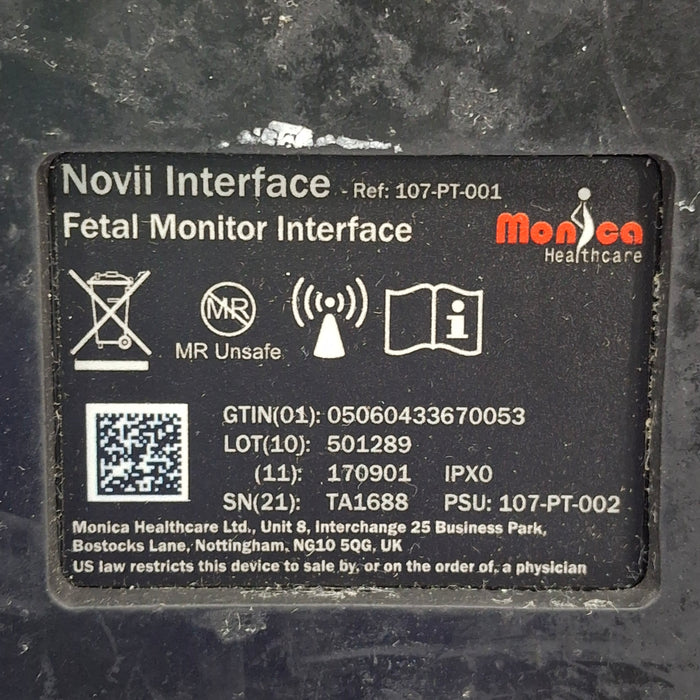 Novii Interface - Ref: 107-PT-001
Fetal Monitor Interface
Monica
Healthcare
MR
MR Unsafe
i
GTIN(01): 05060433670053
LOT(10): 501289
(11): 170901 IPX0
SN(21): TA1688 PSU: 107-PT-002
Monica Healthcare Ltd., Unit 8, Interchange 25 Business Park,
Bostocks Lane, Nottingham, NG10 5QG, UK
US law restricts this device to sale by, or on the order of, a physician